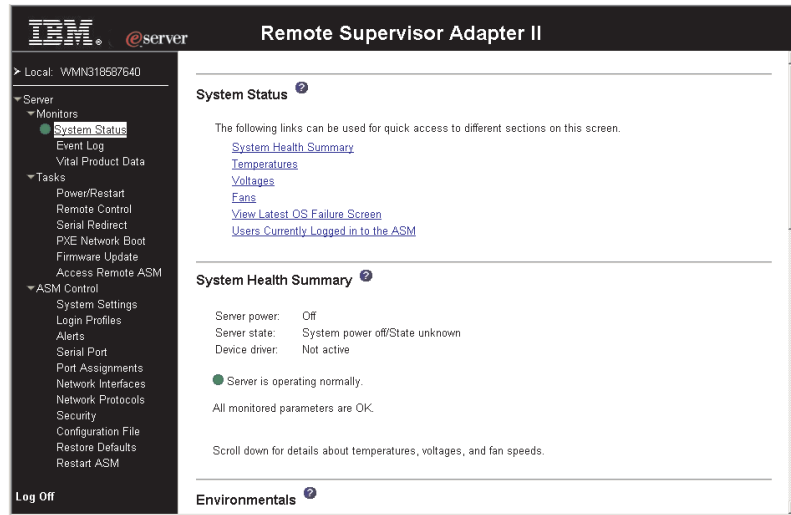 IBM® eserver Remote Supervisor Adapter II
Local: WMN318587640
Server
Monitors
System Status
Event Log
Vital Product Data
Tasks
Power/Restart
Remote Control
Serial Redirect
PXE Network Boot
Firmware Update
Access Remote ASM
ASM Control
System Settings
Login Profiles
Alerts
Serial Port
Port Assignments
Network Interfaces
Network Protocols
Security
Configuration File
Restore Defaults
Restart ASM
Log Off
System Status ?
The following links can be used for quick access to different sections on this screen.
System Health Summary
Temperatures
Voltages
Fans
View Latest OS Failure Screen
Users Currently Logged in to the ASM
System Health Summary ?
Server power: Off
Server state: System power off/State unknown
Device driver: Not active
Server is operating normally.
All monitored parameters are OK.
Scroll down for details about temperatures, voltages, and fan speeds.
Environmentals ?